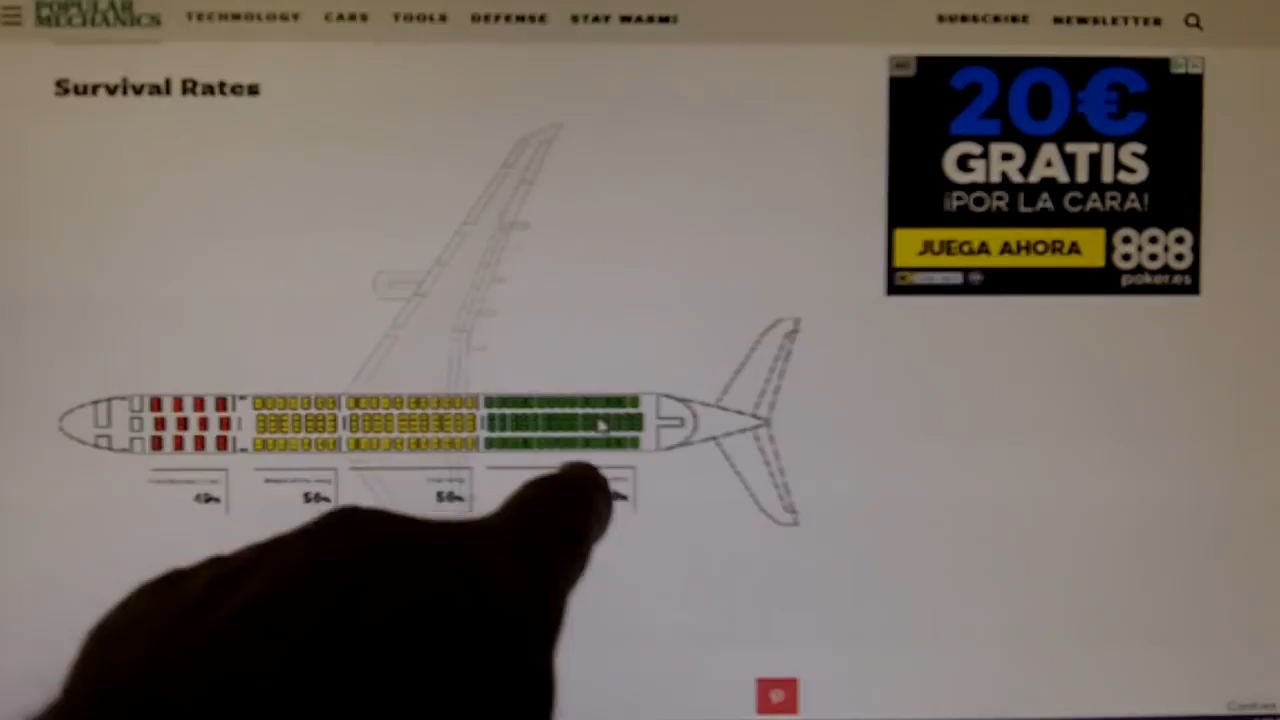 POPULAR
MECHANICS
TECHNOLOGY CARS TOOLS DEFENSE STAY WARM!
SUBSCRIBE NEWSLETTER
Survival Rates
20€
GRATIS
¡POR LA CARA!
JUEGA AHORA
888
poker.es
49%
56%
56%
Cookies